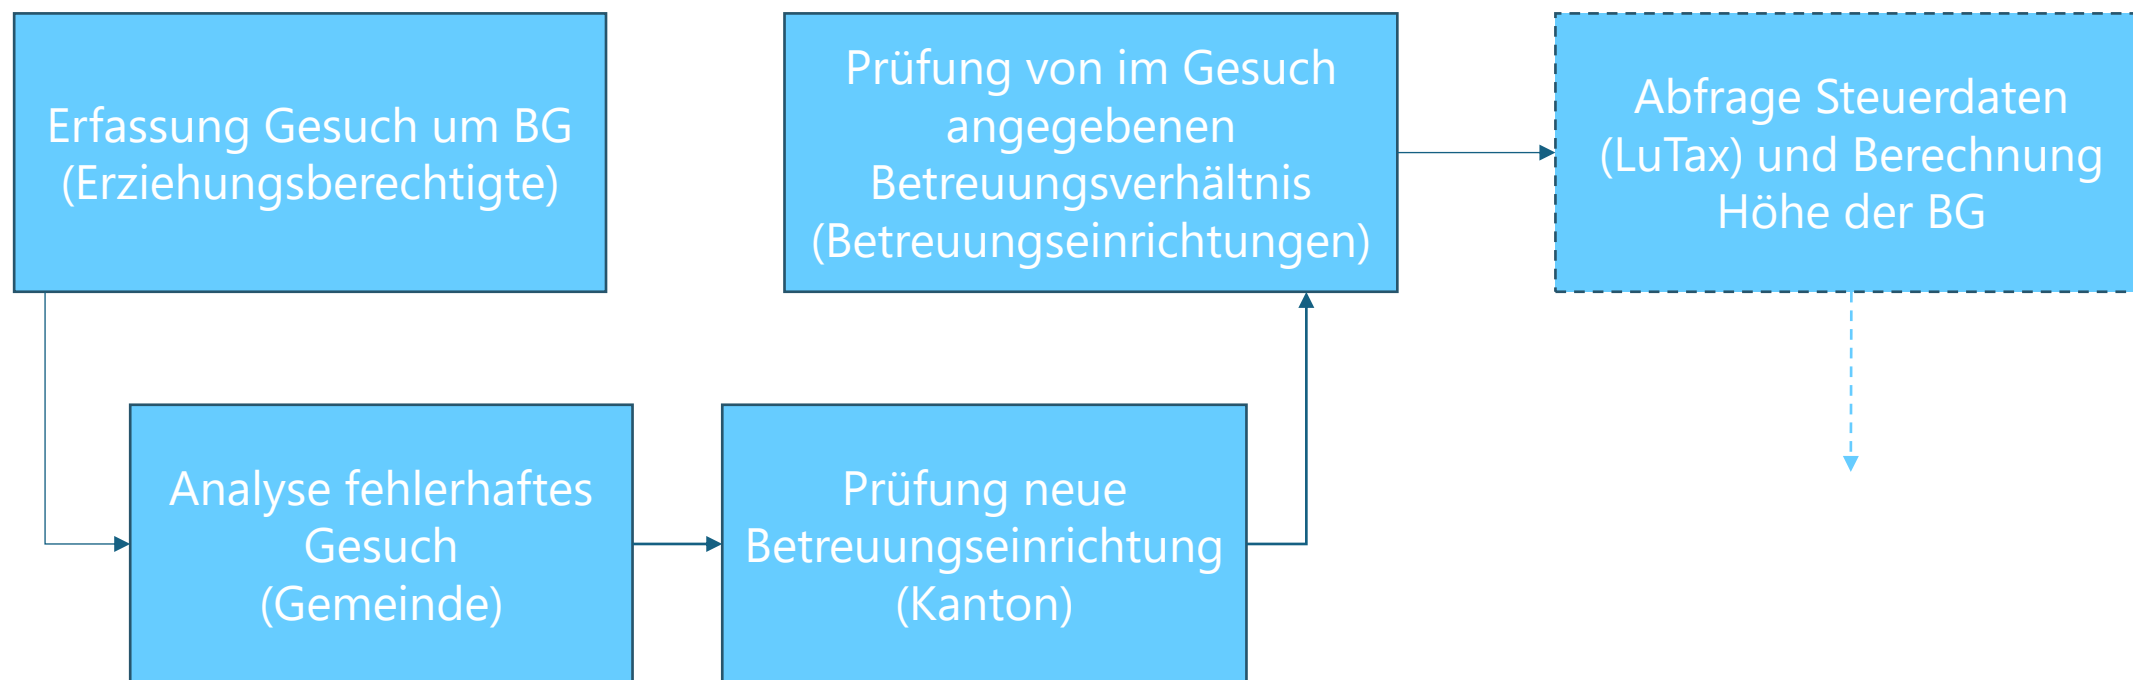 Erfassung Gesuch um BG
(Erziehungsberechtigte)
Prüfung von im Gesuch
angegebenen
Betreuungsverhältnis
(Betreuungseinrichtungen)
Abfrage Steuerdaten
(LuTax) und Berechnung
Höhe der BG
Analyse fehlerhaftes
Gesuch
(Gemeinde)
Prüfung neue
Betreuungseinrichtung
(Kanton)